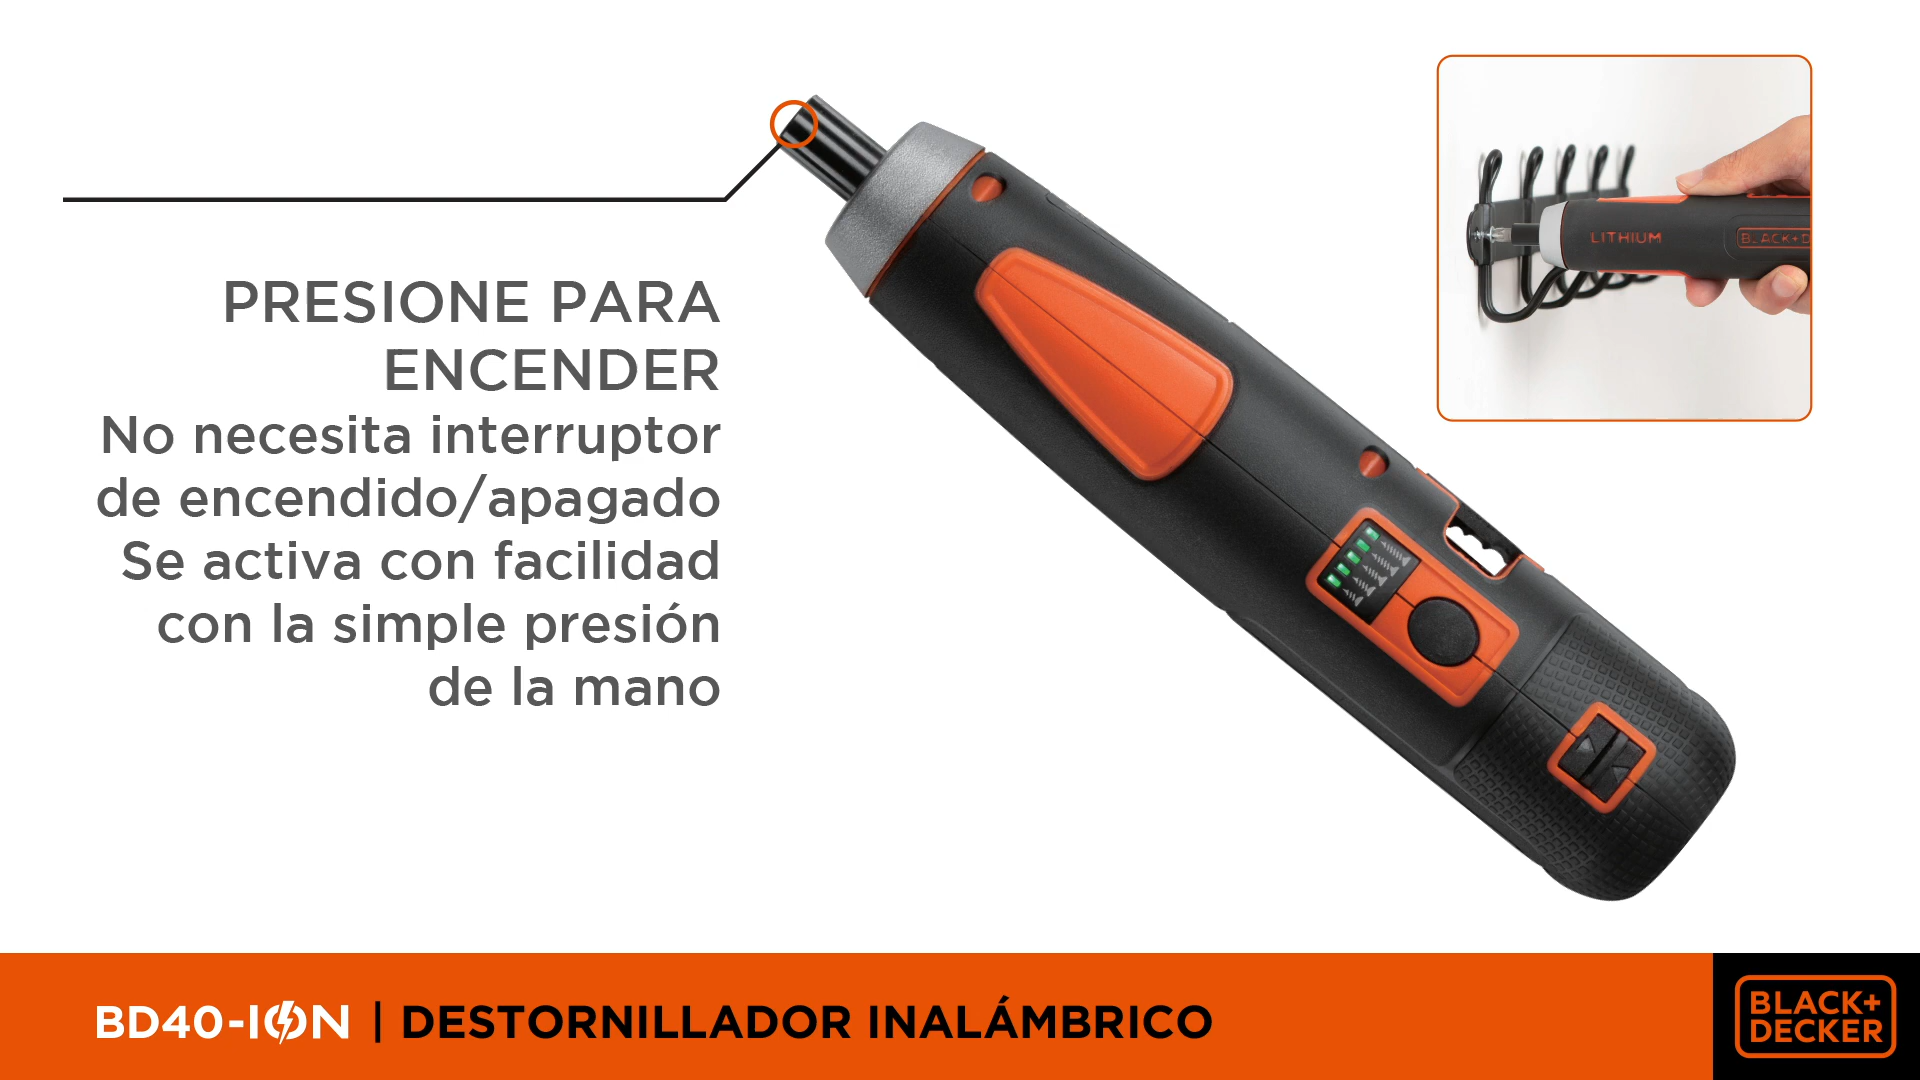 PRESIONE PARA
ENCENDER
No necesita interruptor
de encendido/apagado
Se activa con facilidad
con la simple presión
de la mano
LITHIUM
BLACK+D
BD40-ION | DESTORNILLADOR INALÁMBRICO
BLACK+
DECKER